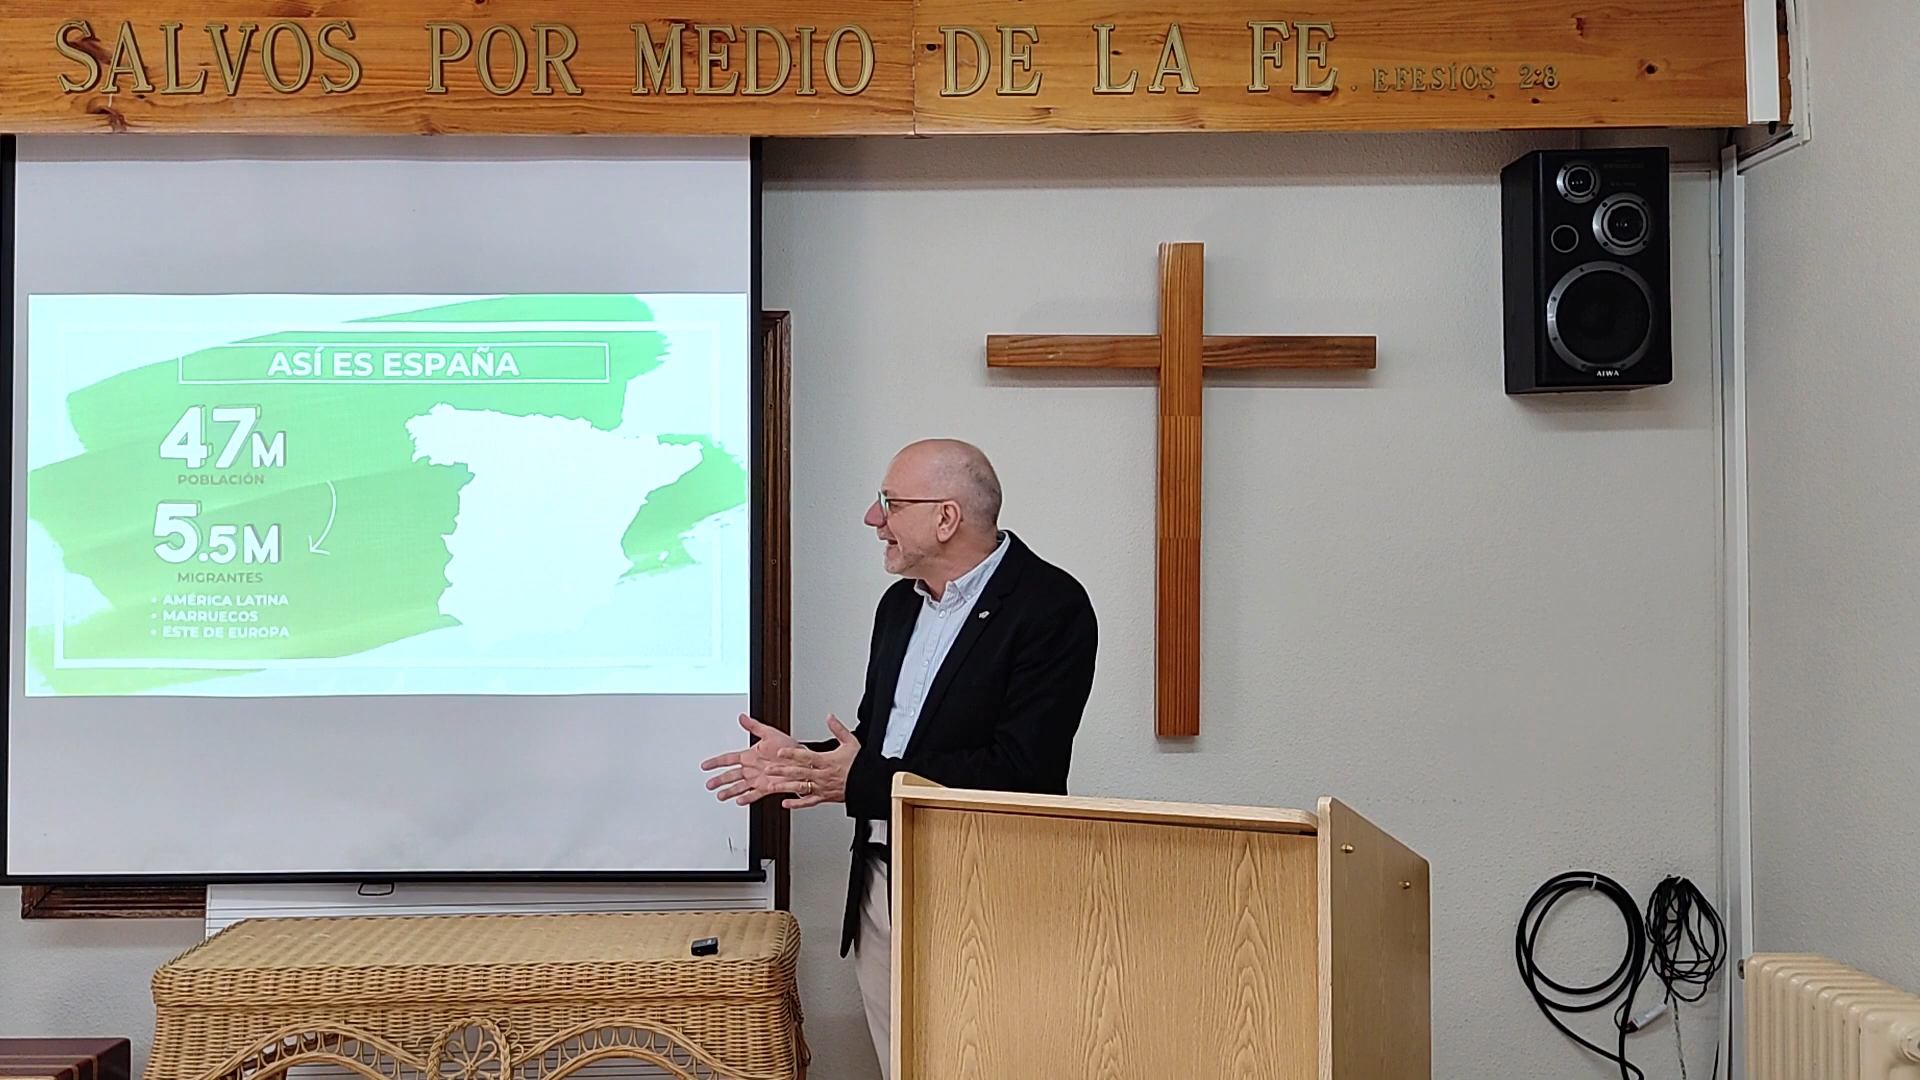 SALVOS POR MEDIO DE LA FE. EFESÍOS 2:8
ASÍ ES ESPAÑA
47M
POBLACIÓN
5.5M
MIGRANTES
• AMÉRICA LATINA
• MARRUECOS
• ESTE DE EUROPA
AIWA